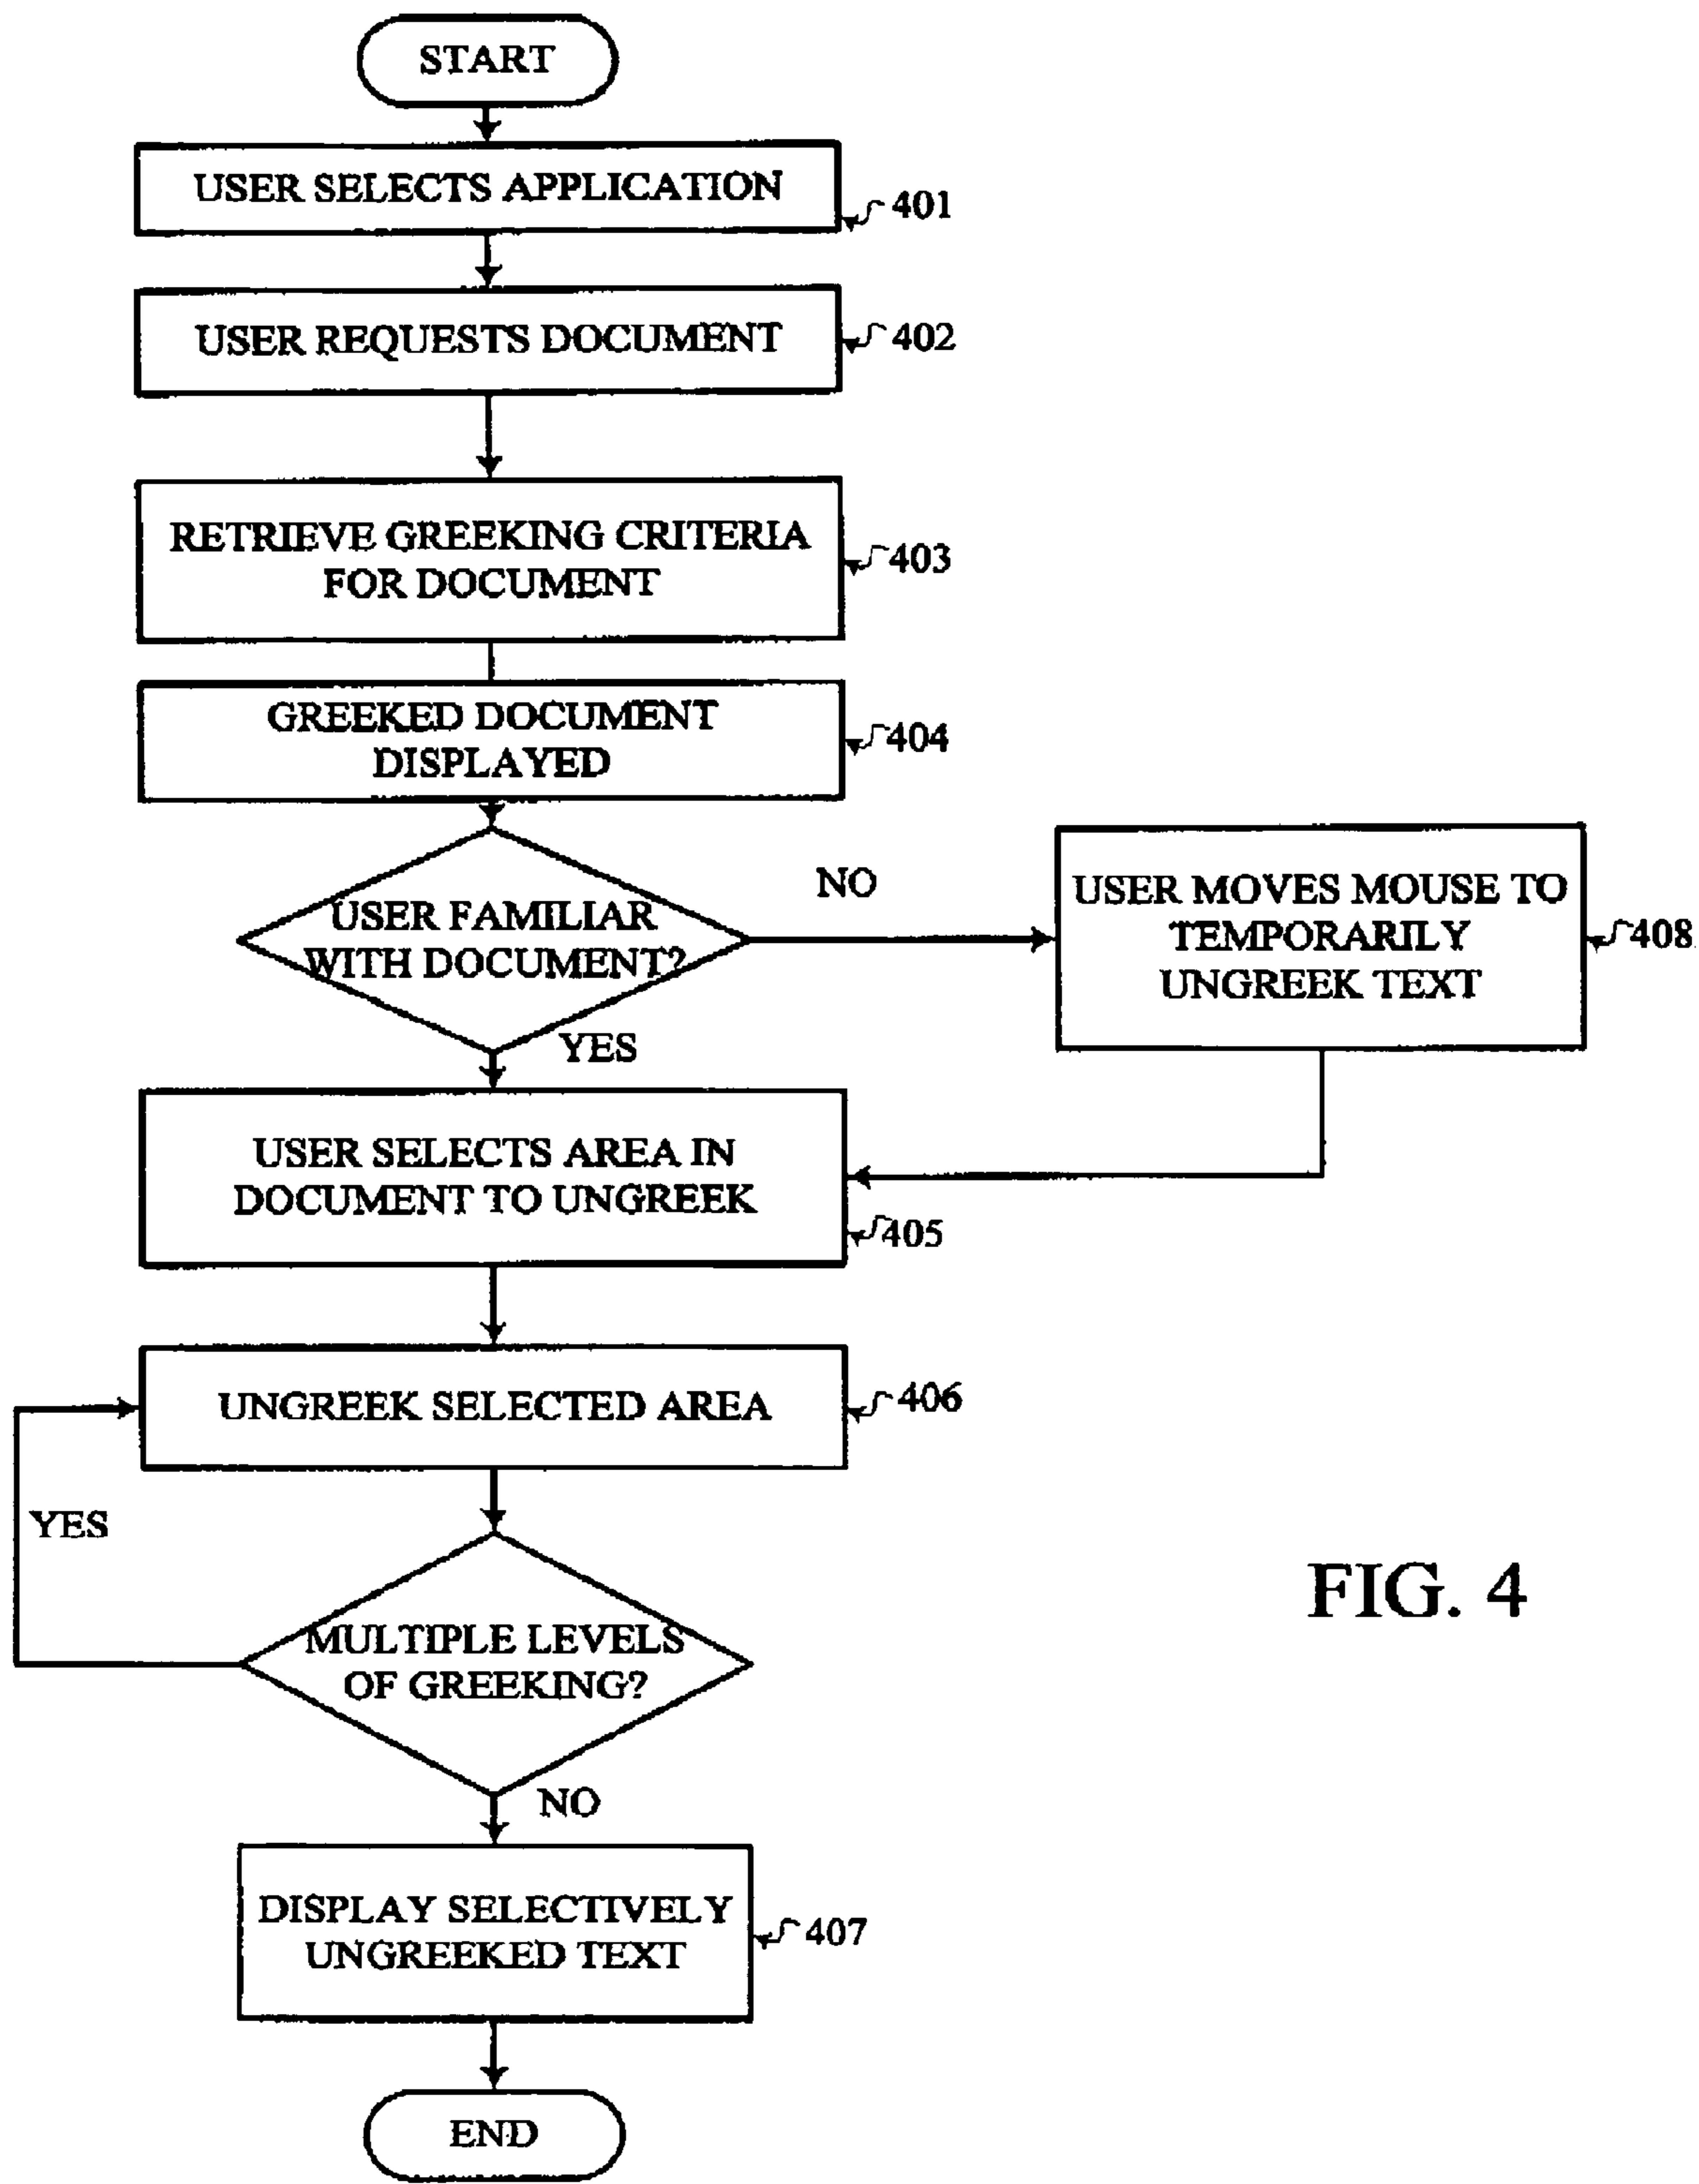 START
USER SELECTS APPLICATION
401
USER REQUESTS DOCUMENT
402
RETRIEVE GREEKING CRITERIA
FOR DOCUMENT
403
GREEKED DOCUMENT
DISPLAYED
404
USER FAMILIAR
WITH DOCUMENT?
NO
USER MOVES MOUSE TO
TEMPORARILY
UNGREEK TEXT
408
YES
USER SELECTS AREA IN
DOCUMENT TO UNGREEK
405
UNGREEK SELECTED AREA
406
YES
MULTIPLE LEVELS
OF GREEKING?
NO
DISPLAY SELECTIVELY
UNGREEKED TEXT
407
END
FIG. 4